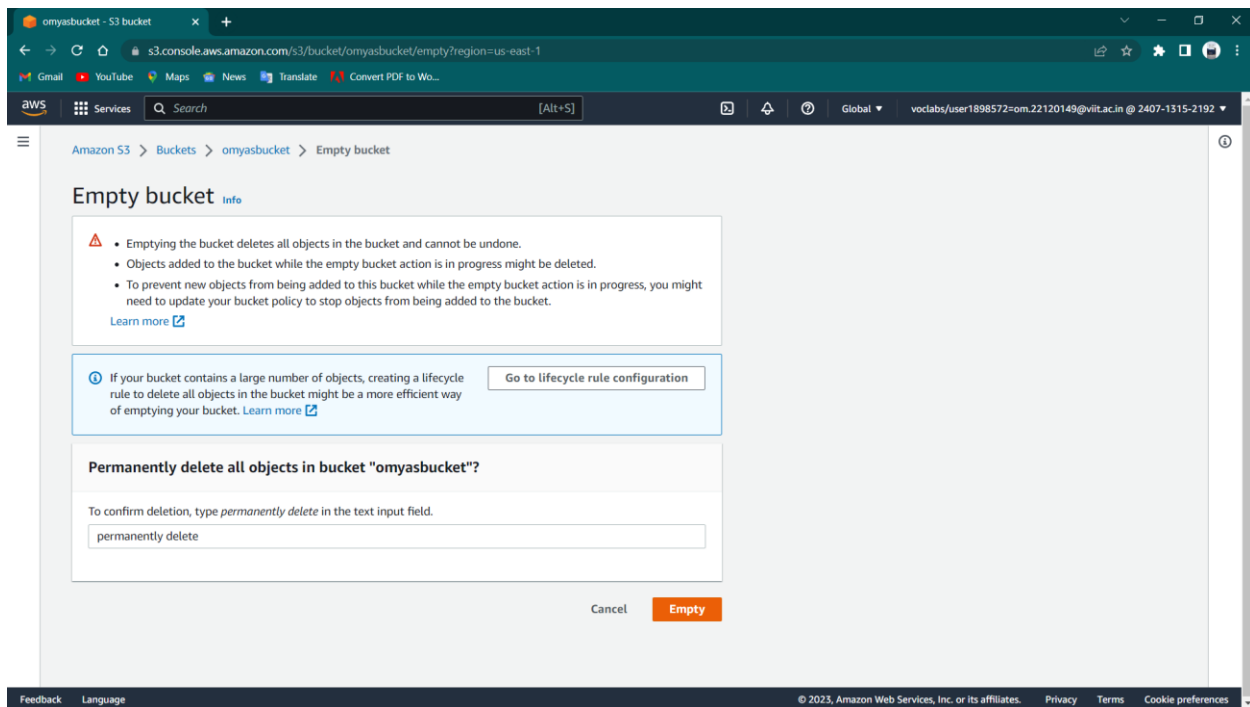 omyasbucket - S3 bucket
s3.console.aws.amazon.com/s3/bucket/omyasbucket/empty?region=us-east-1
Gmail YouTube Maps News Translate Convert PDF to Wo...
aws Services Search [Alt+S] Global ▼ voclabs/user1898572=om.22120149@viit.ac.in @ 2407-1315-2192 ▼
Amazon S3 > Buckets > omyasbucket > Empty bucket
Empty bucket Info
• Emptying the bucket deletes all objects in the bucket and cannot be undone.
• Objects added to the bucket while the empty bucket action is in progress might be deleted.
• To prevent new objects from being added to this bucket while the empty bucket action is in progress, you might
need to update your bucket policy to stop objects from being added to the bucket.
Learn more
If your bucket contains a large number of objects, creating a lifecycle
rule to delete all objects in the bucket might be a more efficient way
of emptying your bucket. Learn more
Go to lifecycle rule configuration
Permanently delete all objects in bucket "omyasbucket"?
To confirm deletion, type permanently delete in the text input field.
permanently delete
Cancel Empty
Feedback Language © 2023, Amazon Web Services, Inc. or its affiliates. Privacy Terms Cookie preferences